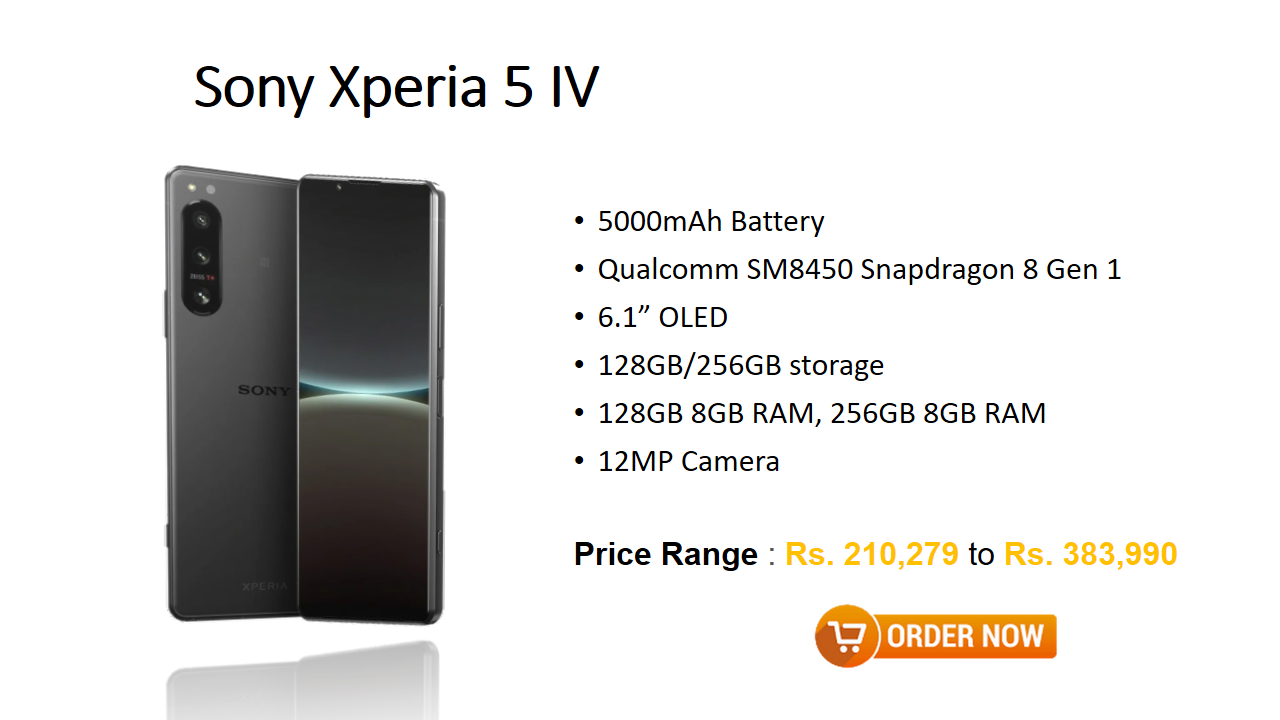 Sony Xperia 5 IV
ZEISS T*
SONY
XPERIA
• 5000mAh Battery
• Qualcomm SM8450 Snapdragon 8 Gen 1
• 6.1” OLED
• 128GB/256GB storage
• 128GB 8GB RAM, 256GB 8GB RAM
• 12MP Camera
Price Range : Rs. 210,279 to Rs. 383,990
ORDER NOW